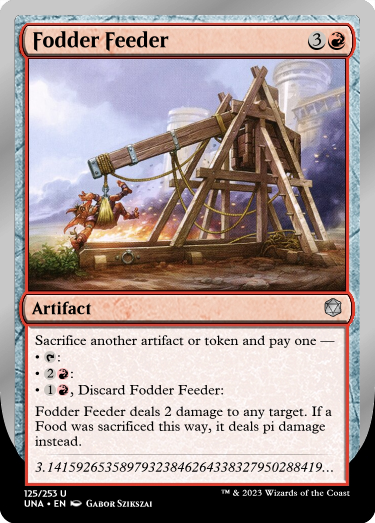 Fodder Feeder 3
Artifact
Sacrifice another artifact or token and pay one —
• :
• 2 :
• 1 , Discard Fodder Feeder:
Fodder Feeder deals 2 damage to any target. If a
Food was sacrificed this way, it deals pi damage
instead.
3.14159265358979323846264338327950288419...
125/253 U
™ & 2023 Wizards of the Coast
UNA • EN Gabor Szikszai